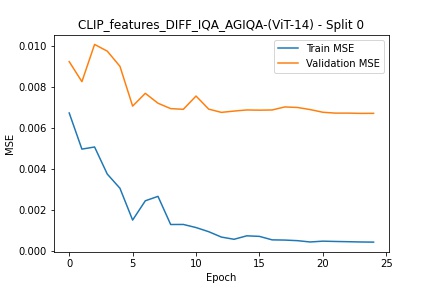 CLIP_features_DIFF_IQA_AGIQA-(ViT-14) - Split 0
Train MSE
Validation MSE
0.010
0.008
0.006
0.004
0.002
0.000
MSE
0 5 10 15 20 25
Epoch